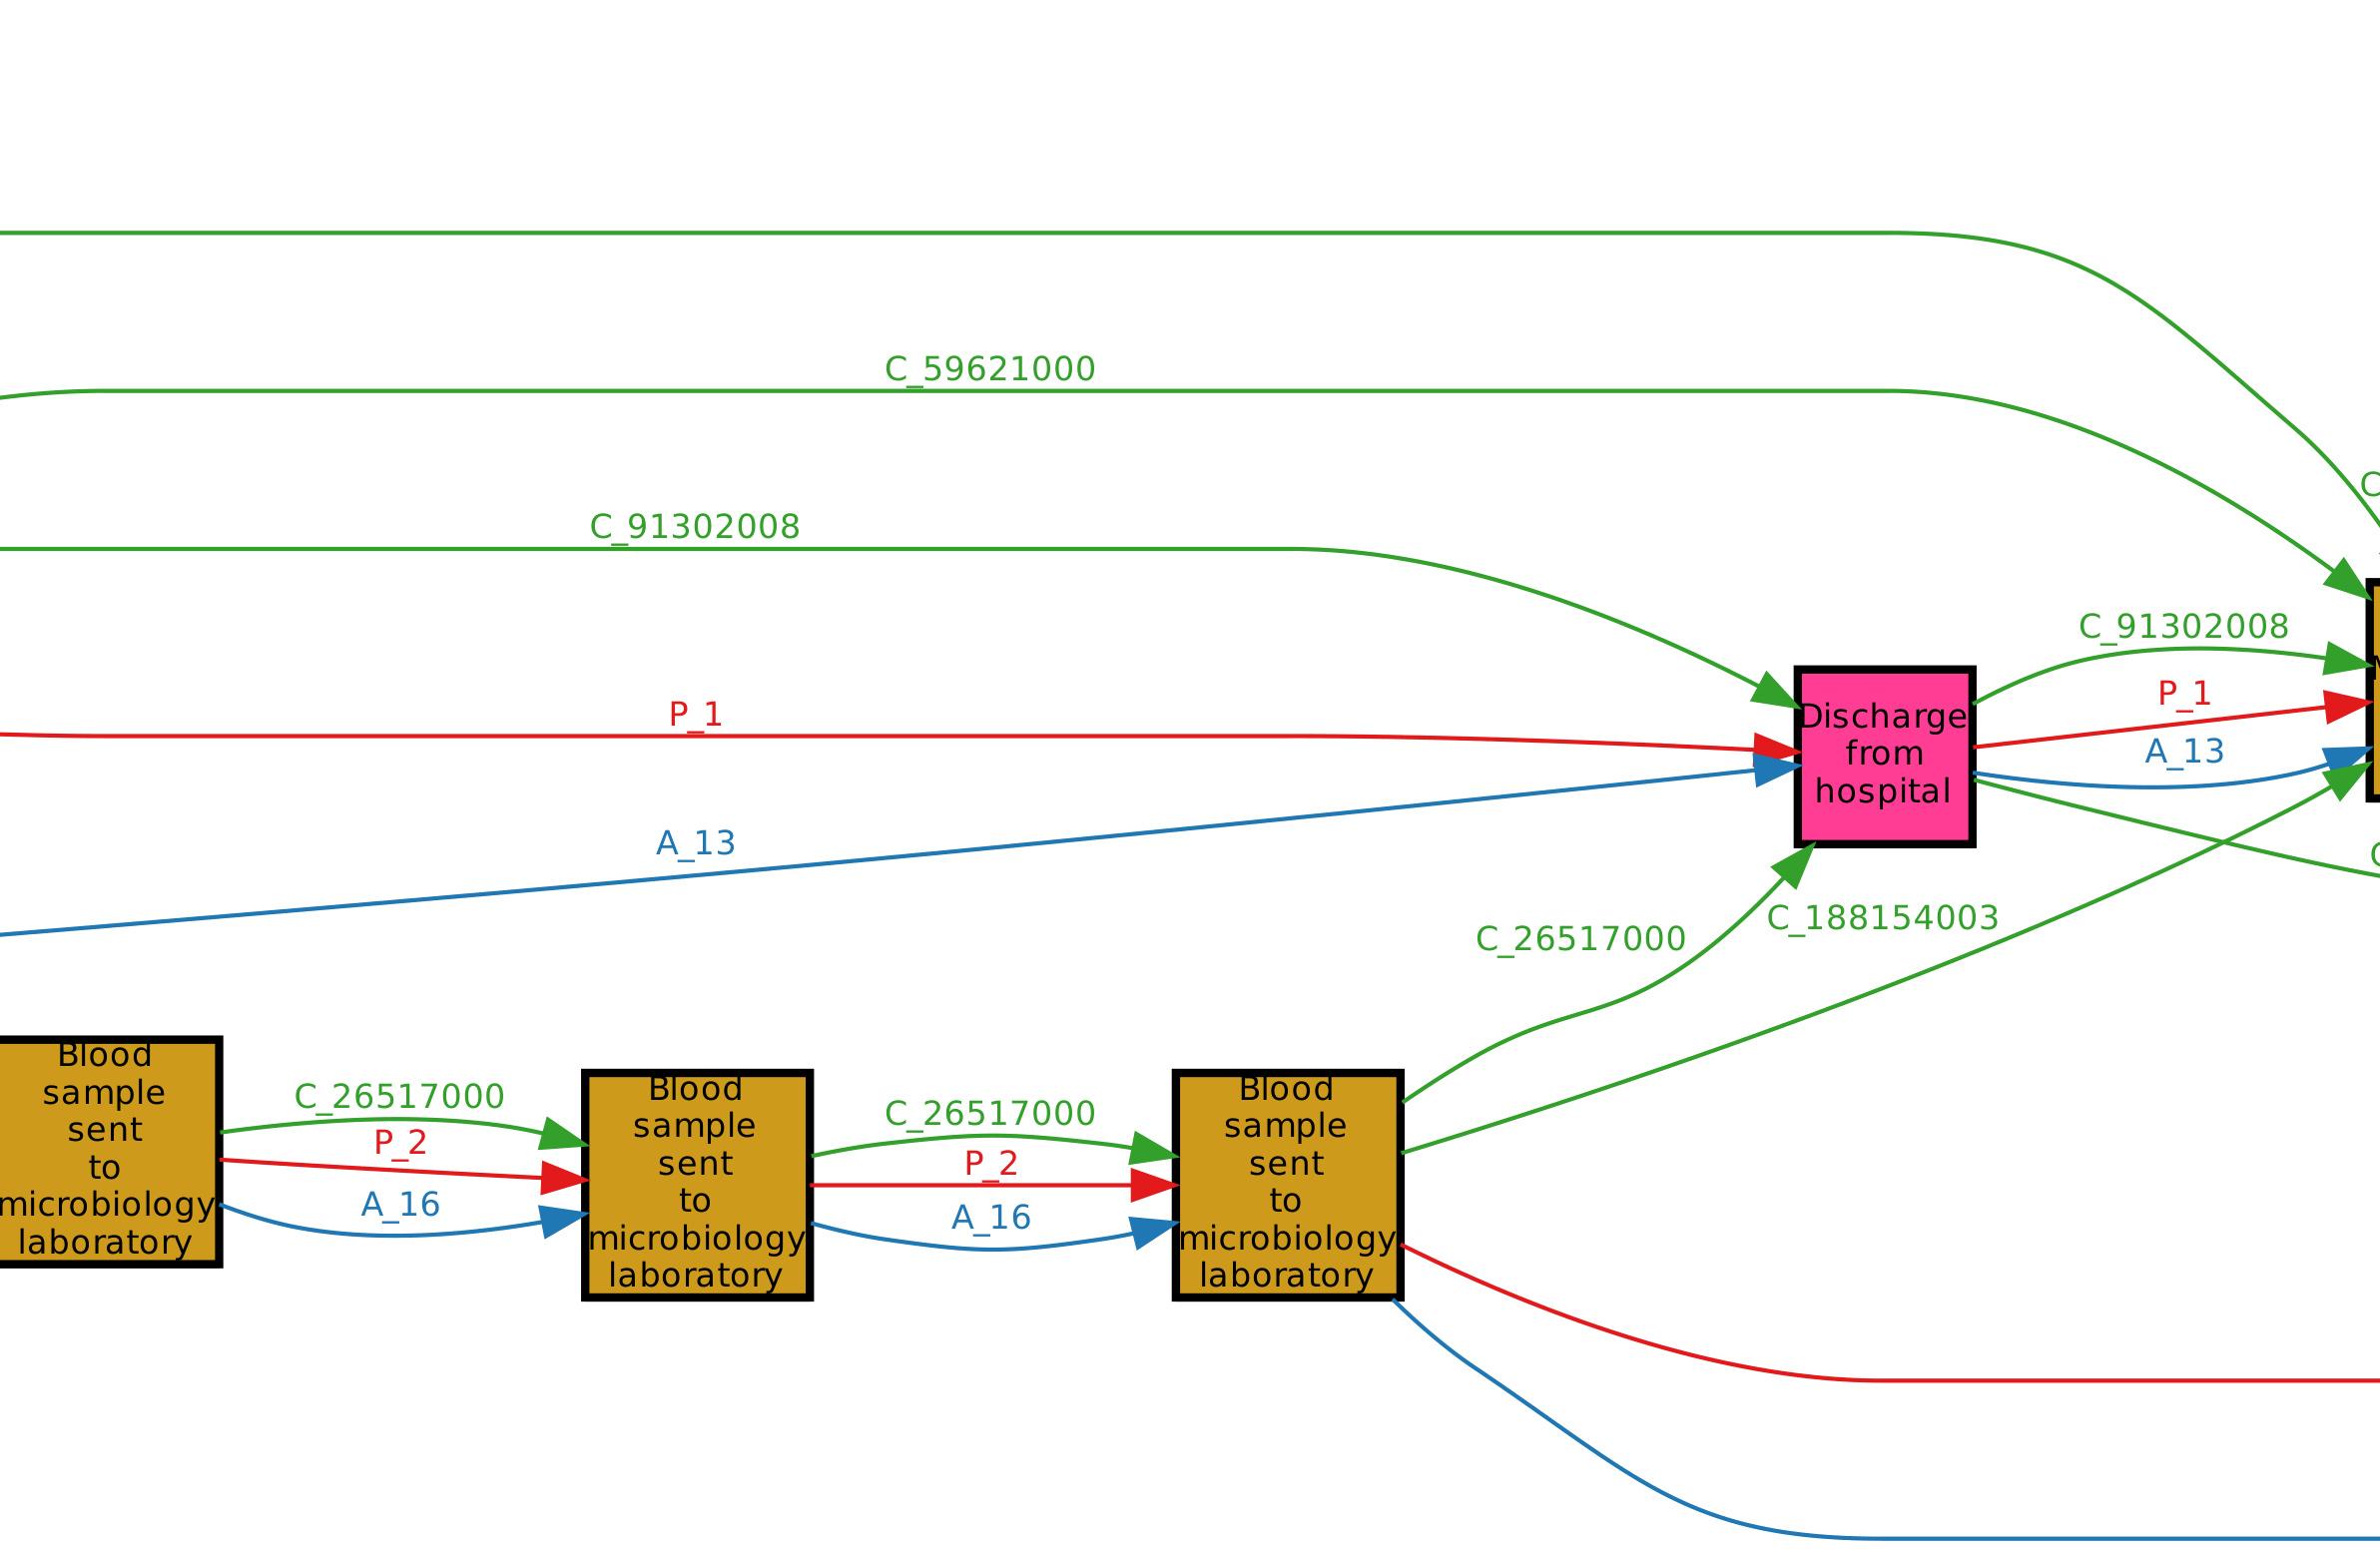 C_59621000
C_91302008
C_91302008
P_1
P_1
A_13
A_13
Discharge
from
hospital
C_188154003
C_26517000
Blood
sample
sent
to
microbiology
laboratory
C_26517000
P_2
A_16
Blood
sample
sent
to
microbiology
laboratory
C_26517000
P_2
A_16
Blood
sample
sent
to
microbiology
laboratory